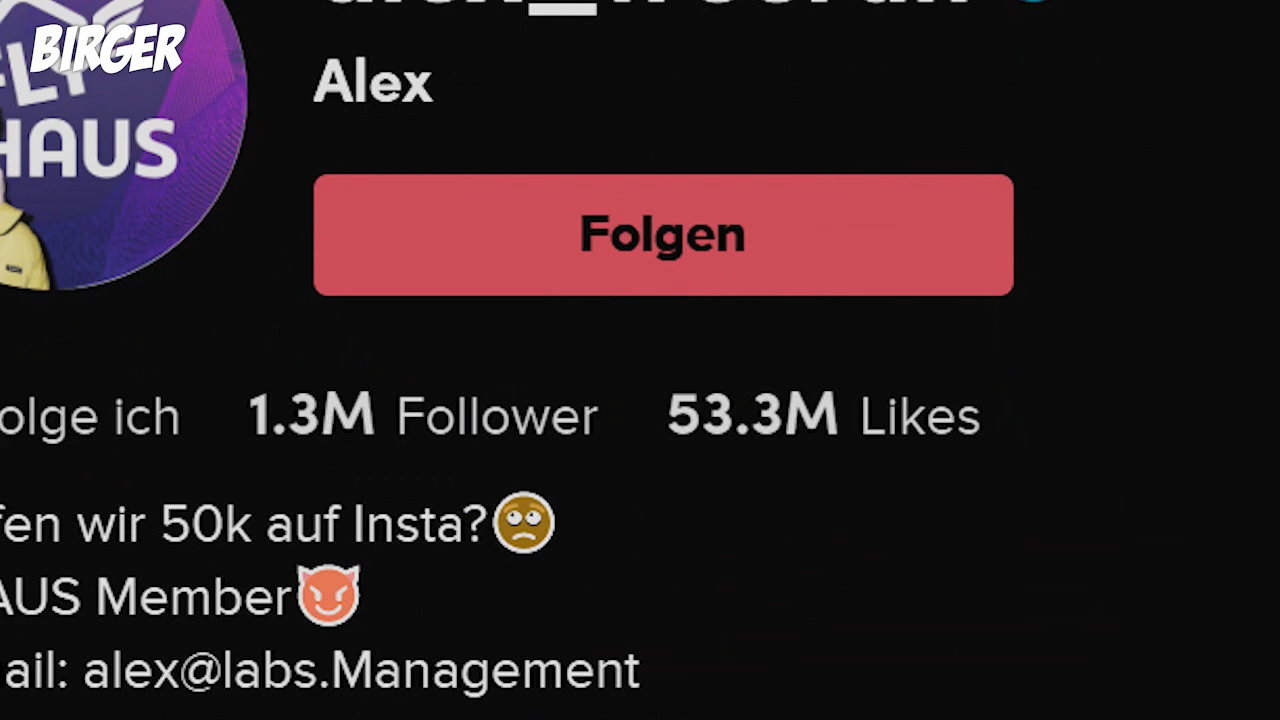 BIRGER
FLY
HAUS
Alex
Folgen
olge ich 1.3M Follower 53.3M Likes
fen wir 50k auf Insta?
AUS Member
ail: alex@labs.Management